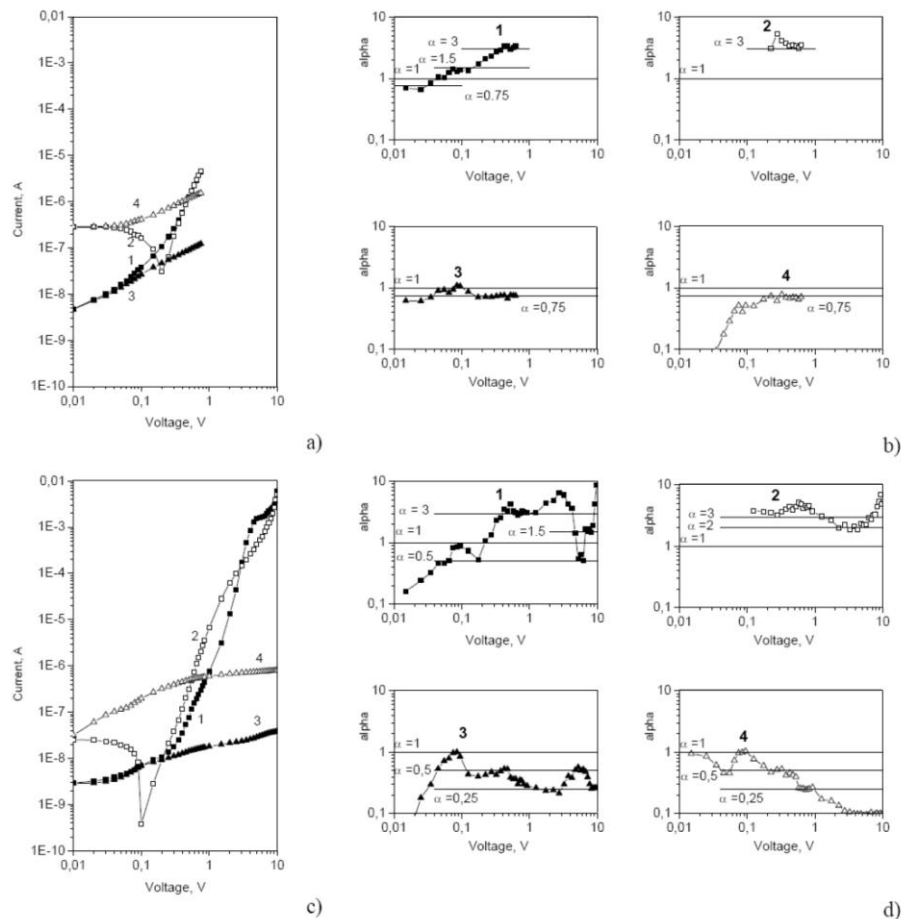 0,01
1E-3
1E-4
1E-5
1E-6
1E-7
1E-8
1E-9
1E-10
Current, A
4
2
1
3
0,01 0,1 1 10
Voltage, V
a)
10
1
0,1
alpha
1
α = 3
α = 1.5
α =1
α =0.75
0,01 0,1 1 10
Voltage, V
10
1
0,1
alpha
2
α = 3
α =1
0,01 0,1 1 10
Voltage, V
10
1
0,1
alpha
3
α =1
α =0,75
0,01 0,1 1 10
Voltage, V
10
1
0,1
alpha
4
α =1
α =0,75
0,01 0,1 1 10
Voltage, V
b)
0,01
1E-3
1E-4
1E-5
1E-6
1E-7
1E-8
1E-9
1E-10
Current, A
2
4
1
3
0,01 0,1 1 10
Voltage, V
c)
10
1
0,1
alpha
1
α = 3
α =1
α = 1.5
α =0.5
0,01 0,1 1 10
Voltage, V
10
1
0,1
alpha
2
α =3
α =2
α =1
0,01 0,1 1 10
Voltage, V
10
1
0,1
alpha
3
α =1
α =0,5
α =0,25
0,01 0,1 1 10
Voltage, V
10
1
0,1
alpha
4
α =1
α =0,5
α =0,25
0,01 0,1 1 10
Voltage, V
d)